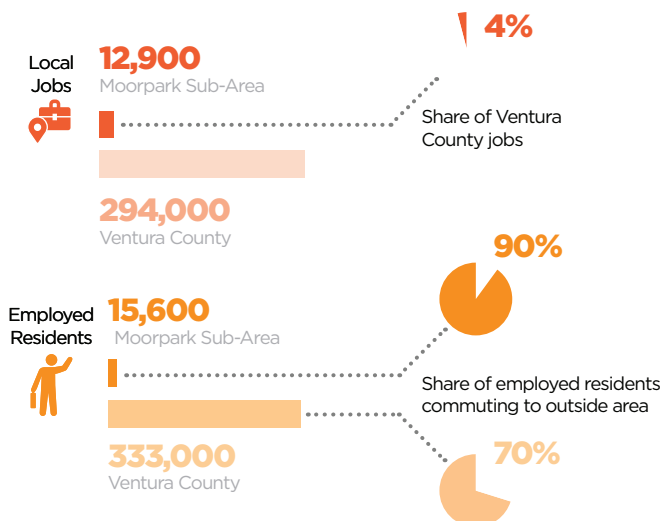 Local
Jobs
12,900
Moorpark Sub-Area
4%
Share of Ventura
County jobs
294,000
Ventura County
Employed
Residents
15,600
Moorpark Sub-Area
90%
Share of employed residents
commuting to outside area
333,000
Ventura County
70%